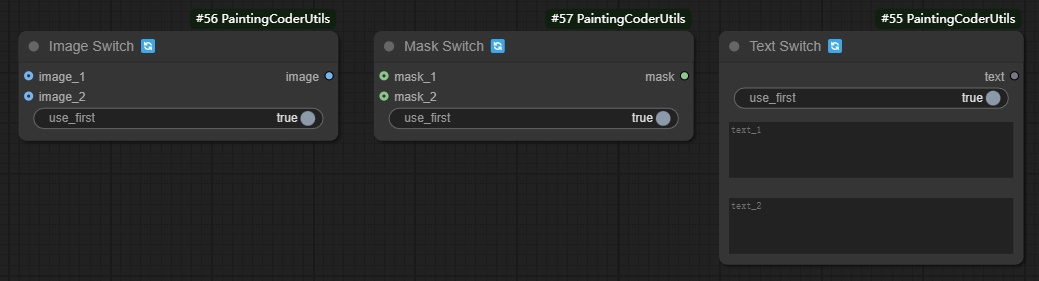 #56 PaintingCoderUtils
Image Switch 🔄
image_1
image
image_2
use_first
true
#57 PaintingCoderUtils
Mask Switch 🔄
mask_1
mask
mask_2
use_first
true
#55 PaintingCoderUtils
Text Switch 🔄
text
use_first
true
text_1
text_2